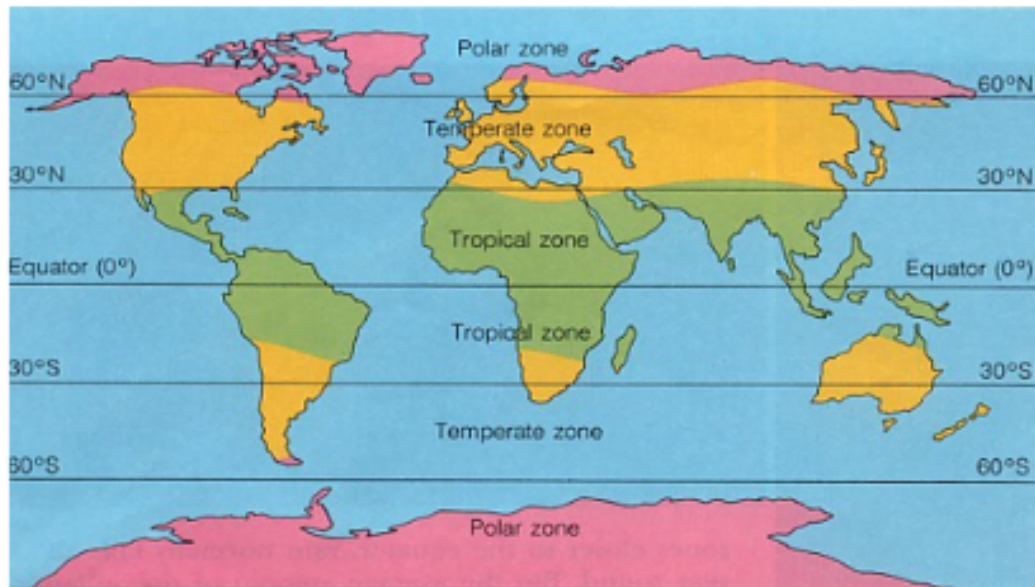 Polar zone
60°N
60°N
Temperate zone
30°N
30°N
Tropical zone
Equator (0°)
Equator (0°)
Tropical zone
30°S
30°S
Temperate zone
60°S
60°S
Polar zone